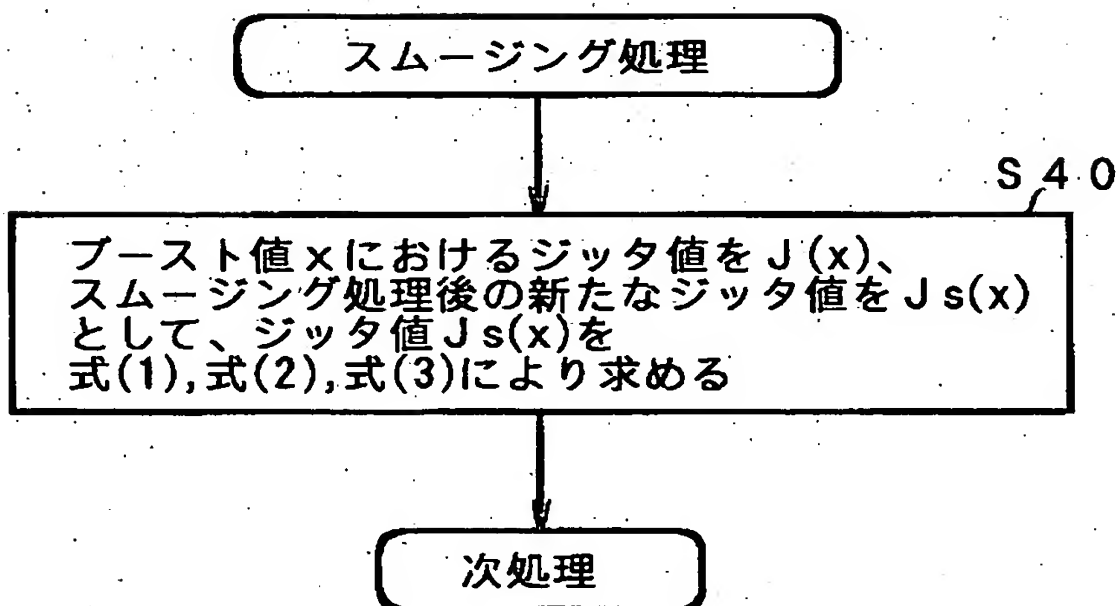 スムージング処理
S40
ブースト値xにおけるジッタ値をJ(x)、
スムージング処理後の新たなジッタ値をJs(x)
として、ジッタ値Js(x)を
式(1),式(2),式(3)により求める
次処理